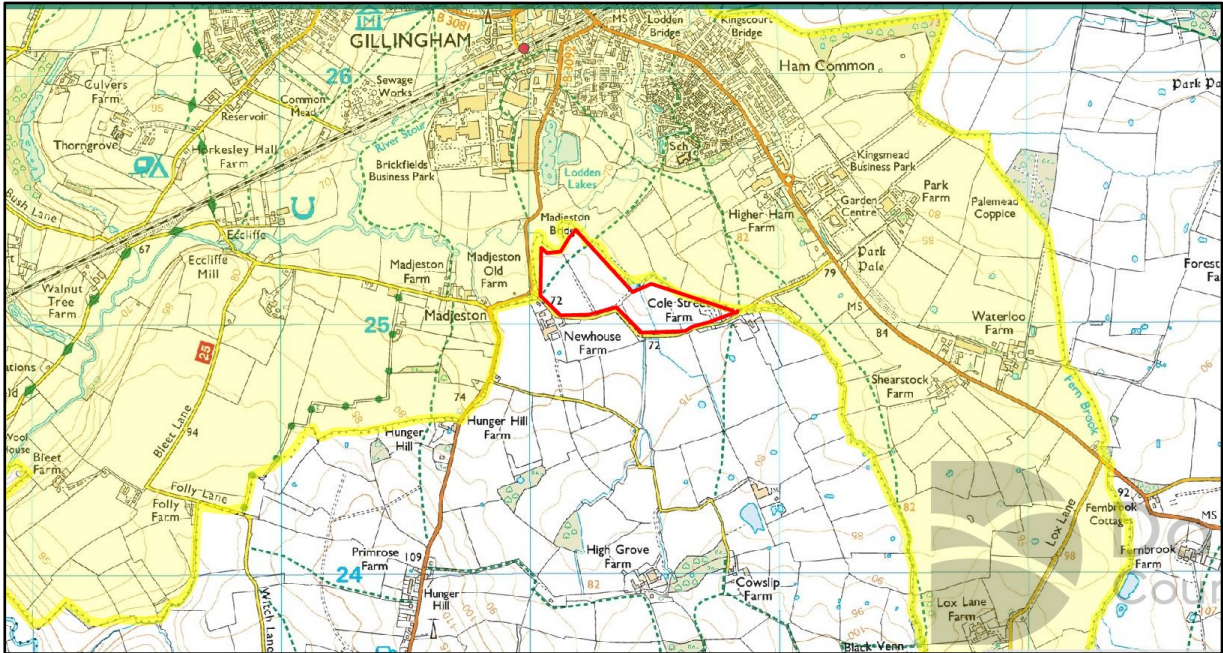 B 3081
MS
Lodden
Bridge
Kingscourt
Bridge
GILLINGHAM
B3092
Ham Common
Park Pa
Culvers
Farm
26
Sewage
Works
Common
Mead
Reservoir
Thorngrove
Horkesley Hall
Farm
River Stour
Brickfields
Business Park
Lodden
Lakes
Sch
Kingsmead
Business Park
Park
Farm
Garden
Centre
Palemead
Coppice
Higher Ham
Farm
Park
Pale
Bush Lane
67
Eccliffe
Eccliffe
Mill
Walnut
Tree
Farm
Madjeston
Bridge
Madjeston
Farm
Madjeston
Old
Farm
82
79
Forest
72
Cole Street
Farm
MS
25
Madjeston
Newhouse
Farm
72
84
Waterloo
Farm
25
Bleet Lane
94
74
Shearstock
Farm
Fern Brook
Hunger
Hill
Hunger Hill
Farm
Bleet
Farm
Folly Lane
Folly
Farm
92
Fernbrook
Cottages
MS
Lox Lane
98
Fernbrook
Farm
Primrose
Farm
109
24
High Grove
Farm
82
Cowslip
Farm
Hunger
Hill
Witch Lane
Lox Lane
Farm
Black Venn
Cour